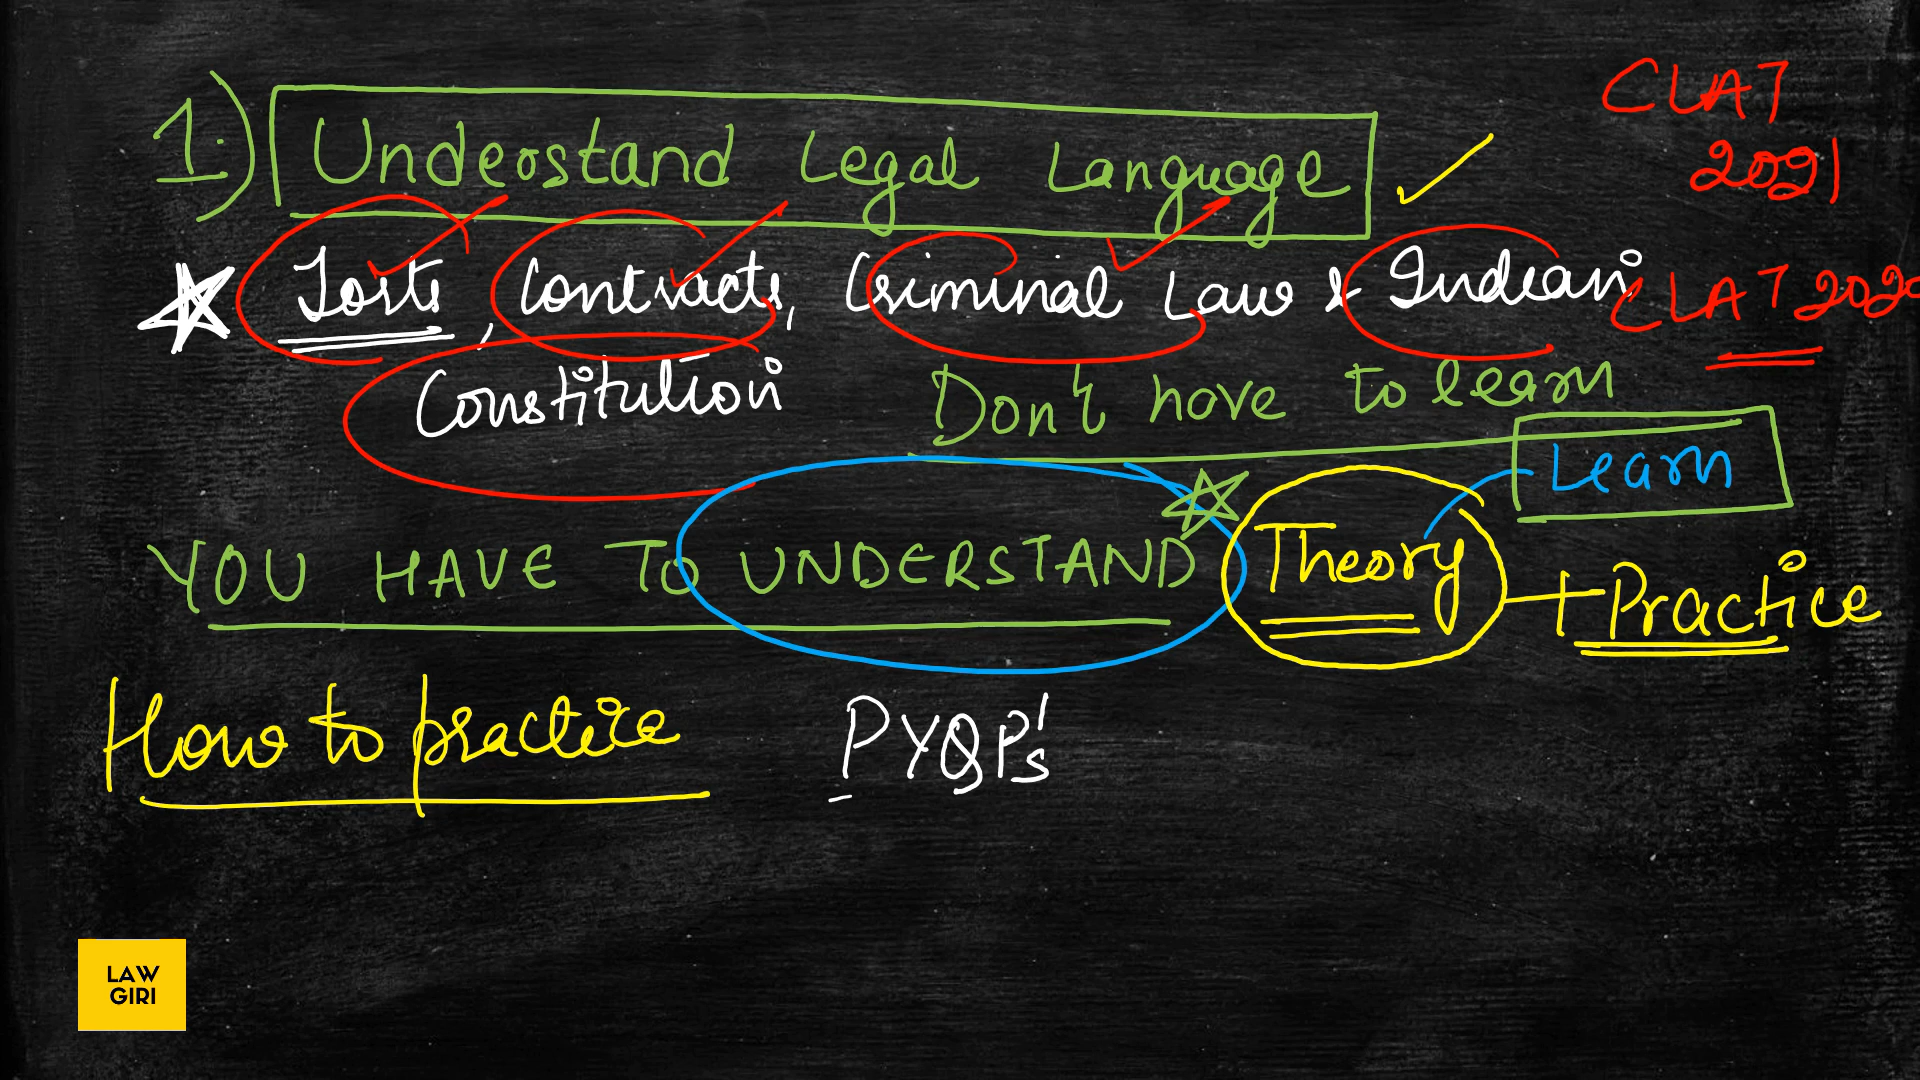 CLAT
2021
1.) Understand Legal Language
Torts, Contracts, Criminal Law & Indian
CLAT 2020
Constitution
Don't have to learn
Learn
YOU HAVE TO UNDERSTAND Theory + Practice
How to practice PYQP's
LAW
GIRI